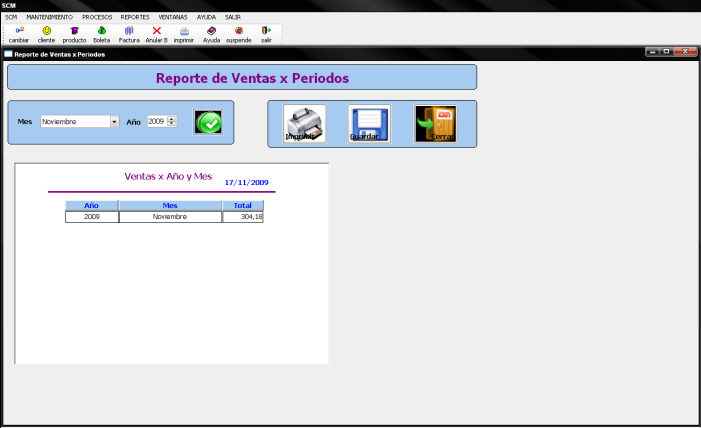 SCM
SCM MANTENIMIENTO PROCESOS REPORTES VENTANAS AYUDA SALIR
cambiar cliente producto Boleta Factura Anular B imprimir Ayuda suspende salir
Reporte de Ventas x Periodos
Reporte de Ventas x Periodos
Mes Noviembre Año 2009
Imprimir Guardar Cerrar
Ventas x Año y Mes
17/11/2009
Año Mes Total
2009 Noviembre 304,18